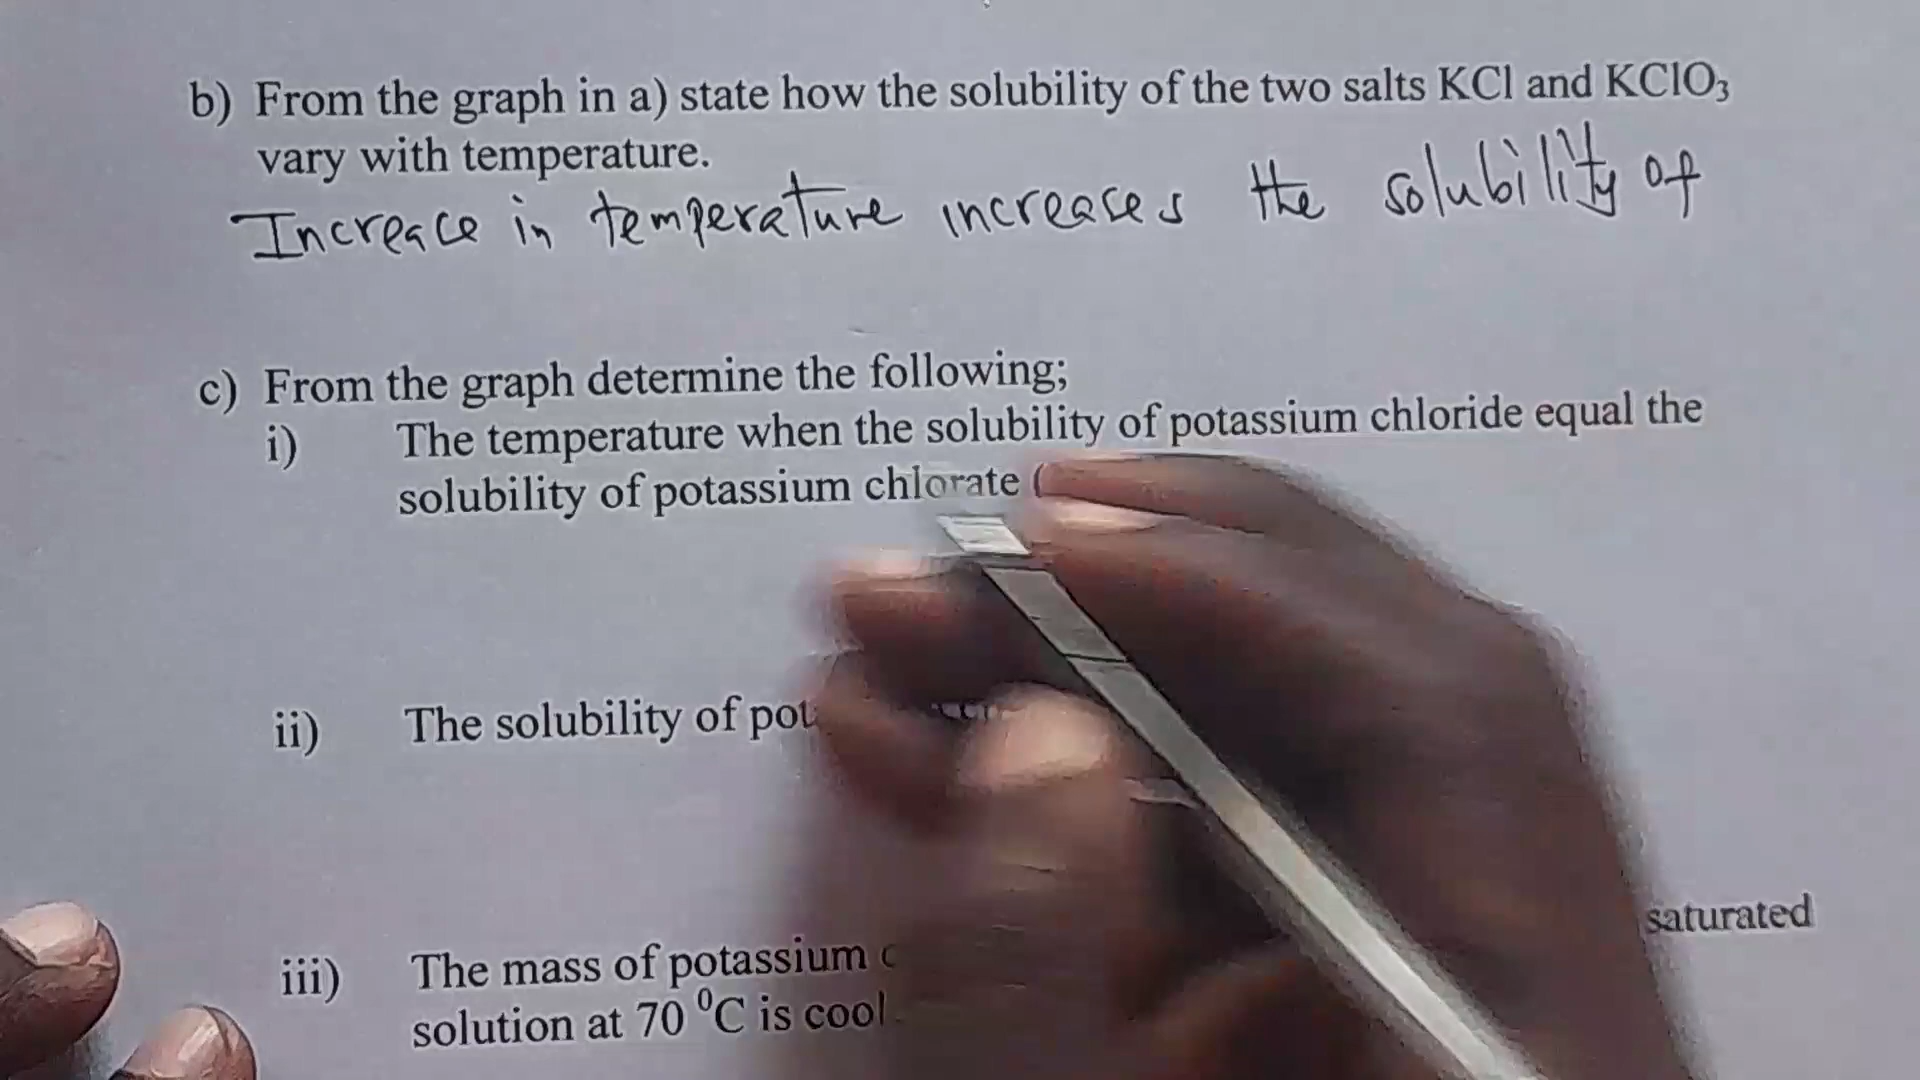 b) From the graph in a) state how the solubility of the two salts KCl and KClO₃
vary with temperature.
Increace in temperature increaces the solubility of
c) From the graph determine the following;
i) The temperature when the solubility of potassium chloride equal the
solubility of potassium chlorate (
ii) The solubility of
saturated
iii) The mass of potassium
solution at 70 ⁰C is